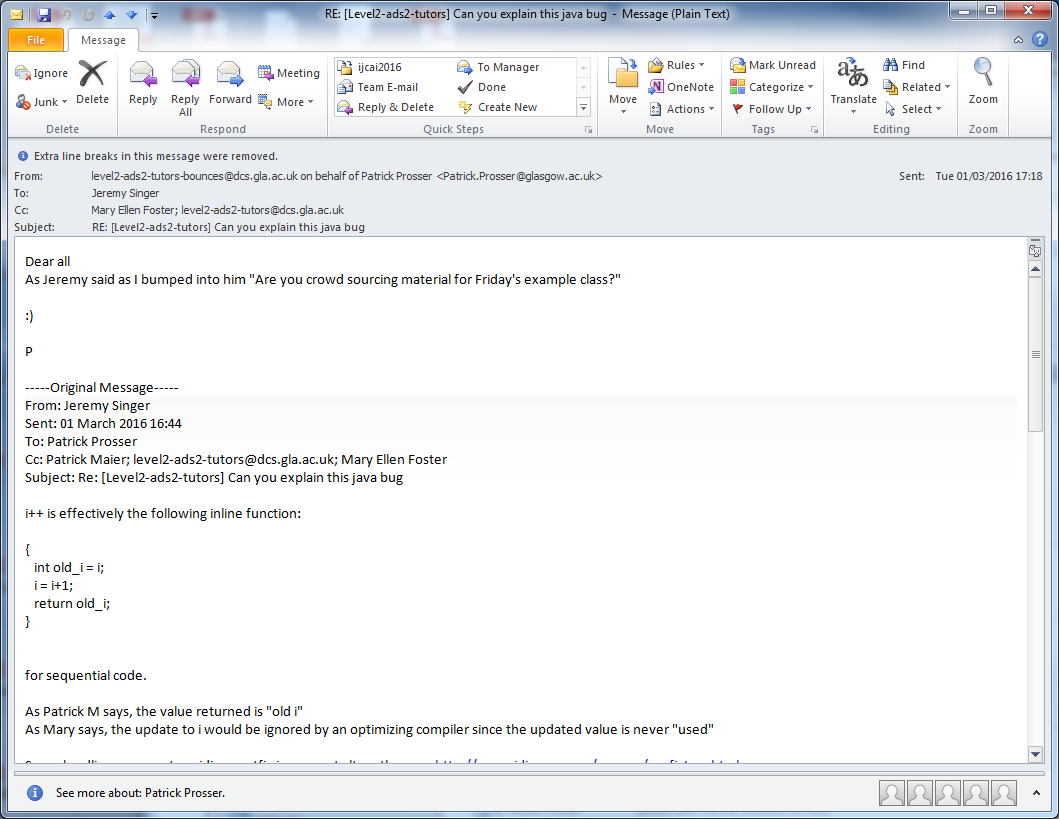 RE: [Level2-ads2-tutors] Can you explain this java bug - Message (Plain Text)
File
Message
Ignore
Junk
Delete
Delete
Reply
Reply All
Forward
Meeting
More
Respond
ijcai2016
Team E-mail
Reply & Delete
To Manager
Done
Create New
Quick Steps
Move
Rules
OneNote
Actions
Move
Mark Unread
Categorize
Follow Up
Tags
Translate
Find
Related
Select
Editing
Zoom
Zoom
Extra line breaks in this message were removed.
From: level2-ads2-tutors-bounces@dcs.gla.ac.uk on behalf of Patrick Prosser <Patrick.Prosser@glasgow.ac.uk> Sent: Tue 01/03/2016 17:18
To: Jeremy Singer
Cc: Mary Ellen Foster; level2-ads2-tutors@dcs.gla.ac.uk
Subject: RE: [Level2-ads2-tutors] Can you explain this java bug
Dear all
As Jeremy said as I bumped into him "Are you crowd sourcing material for Friday's example class?"
:)
P
-----Original Message-----
From: Jeremy Singer
Sent: 01 March 2016 16:44
To: Patrick Prosser
Cc: Patrick Maier; level2-ads2-tutors@dcs.gla.ac.uk; Mary Ellen Foster
Subject: Re: [Level2-ads2-tutors] Can you explain this java bug
i++ is effectively the following inline function:
{
int old_i = i;
i = i+1;
return old_i;
}
for sequential code.
As Patrick M says, the value returned is "old i"
As Mary says, the update to i would be ignored by an optimizing compiler since the updated value is never "used"
See more about: Patrick Prosser.